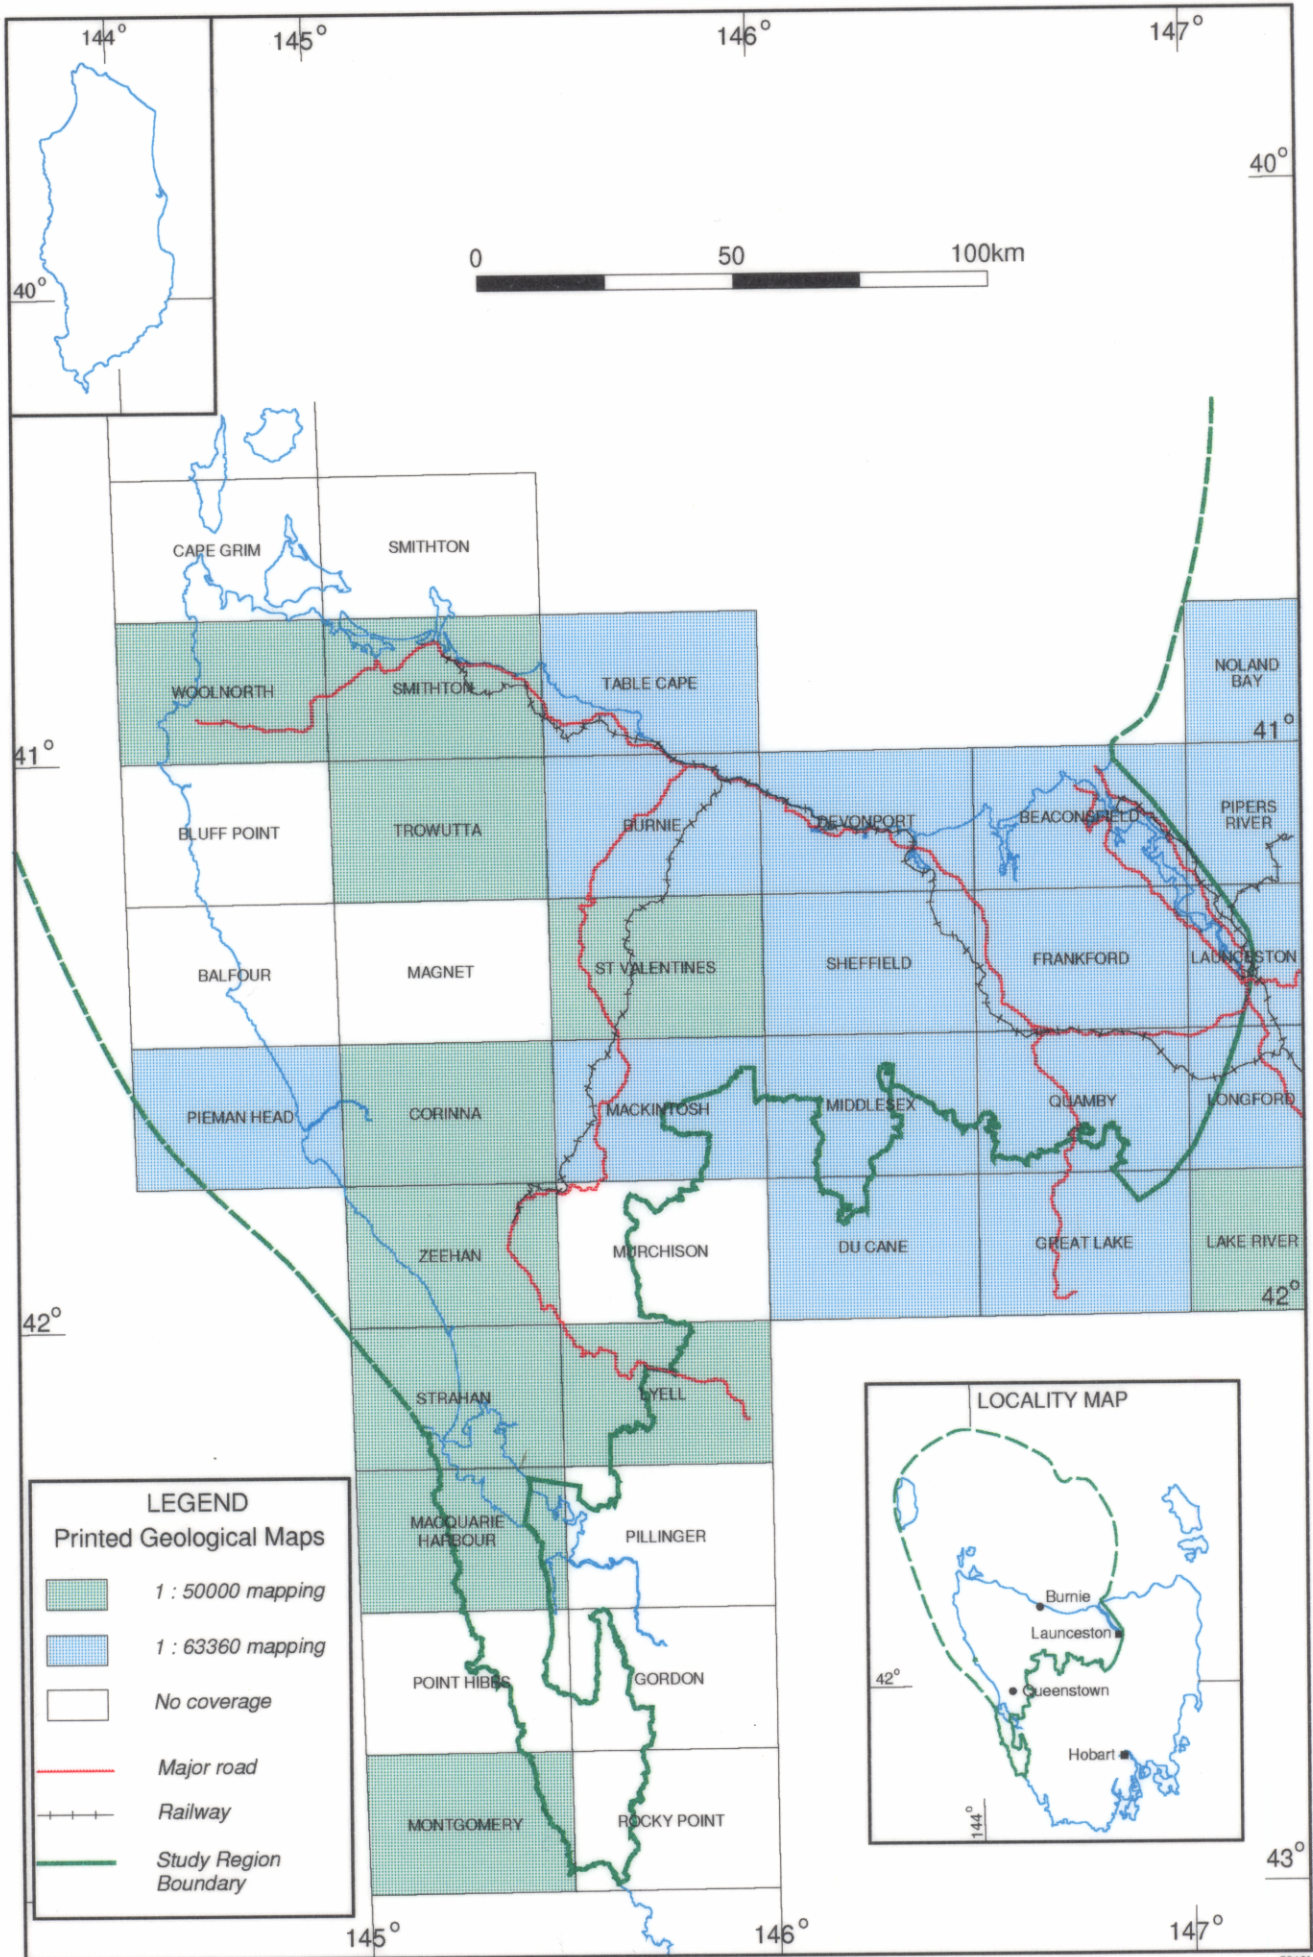 144°
145°
146°
147°
40°
40°
0
50
100km
CAPE GRIM
SMITHTON
WOOLNORTH
SMITHTON
TABLE CAPE
NOLAND
BAY
41°
41°
BLUFF POINT
TROWUTTA
BURNIE
DEVONPORT
BEACONSFIELD
PIPERS
RIVER
BALFOUR
MAGNET
ST VALENTINES
SHEFFIELD
FRANKFORD
LAUNCESTON
PIEMAN HEAD
CORINNA
MACKINTOSH
MIDDLESEX
QUAMBY
LONGFORD
ZEEHAN
MURCHISON
DU CANE
GREAT LAKE
LAKE RIVER
42°
42°
STRAHAN
LYELL
MACQUARIE
HARBOUR
PILLINGER
POINT HIBBS
GORDON
MONTGOMERY
ROCKY POINT
LEGEND
Printed Geological Maps
1 : 50000 mapping
1 : 63360 mapping
No coverage
Major road
Railway
Study Region
Boundary
LOCALITY MAP
Burnie
Launceston
42°
Queenstown
Hobart
144°
43°
145°
146°
147°